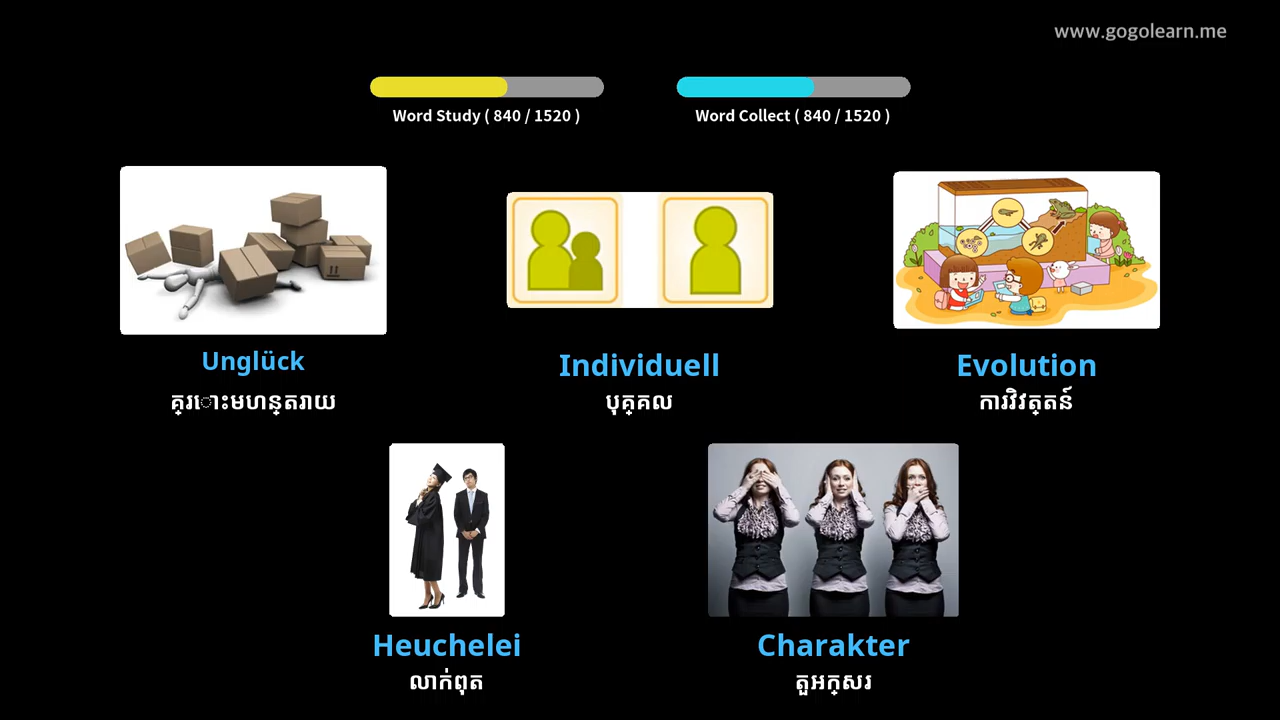 www.gogolearn.me
Word Study ( 840 / 1520 )
Word Collect ( 840 / 1520 )
Unglück
គ្រោះមហន្តរាយ
Individuell
បុគ្គល
Evolution
ការវិវត្តន៍
Heuchelei
លាក់ពុត
Charakter
តួអក្សរ